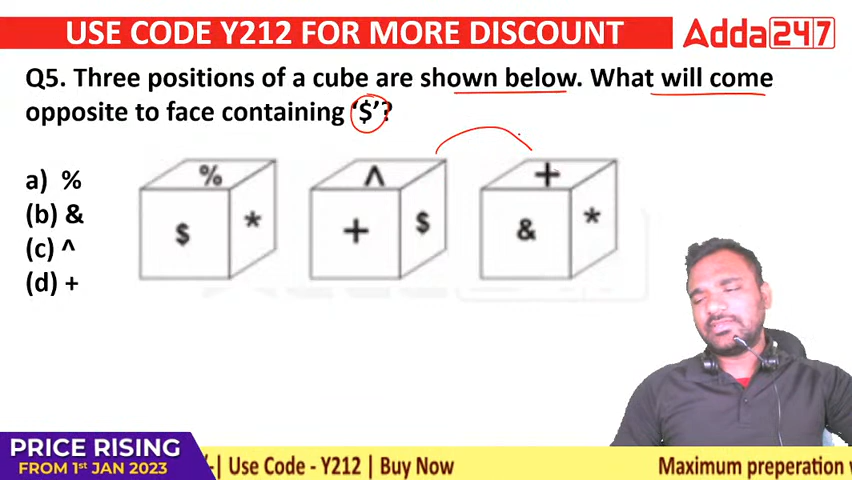 USE CODE Y212 FOR MORE DISCOUNT
Adda247
Q5. Three positions of a cube are shown below. What will come
opposite to face containing ‘$’?
a) %
(b) &
(c) ^
(d) +
% $ *
^ + $
+ & *
PRICE RISING
FROM 1ST JAN 2023
| Use Code - Y212 | Buy Now
Maximum preperation